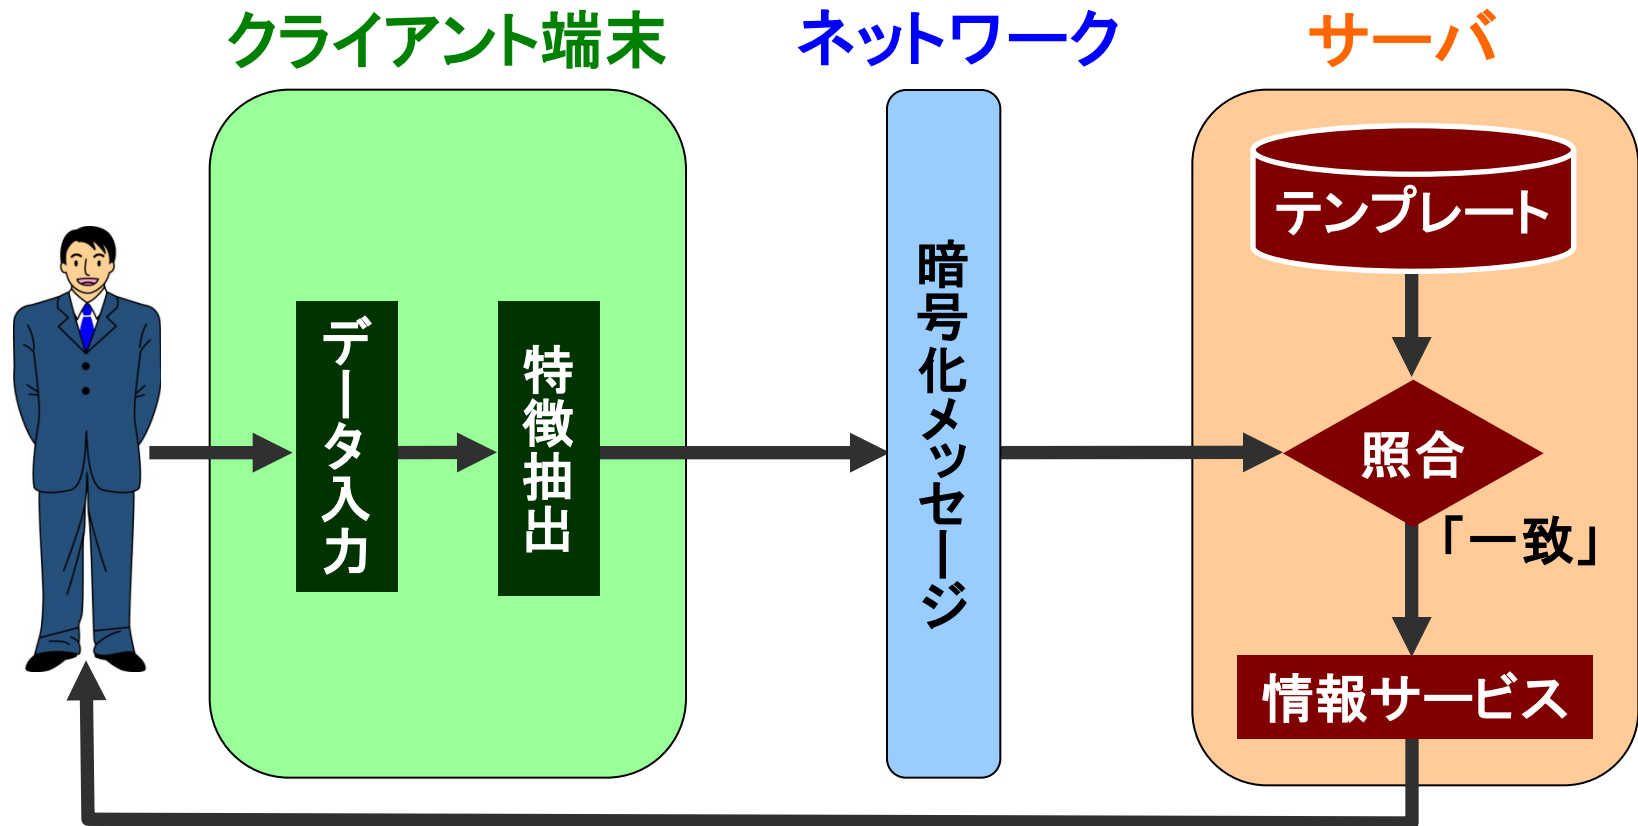 クライアント端末
ネットワーク
サーバ
データ入力
特徴抽出
暗号化メッセージ
テンプレート
照合
「一致」
情報サービス